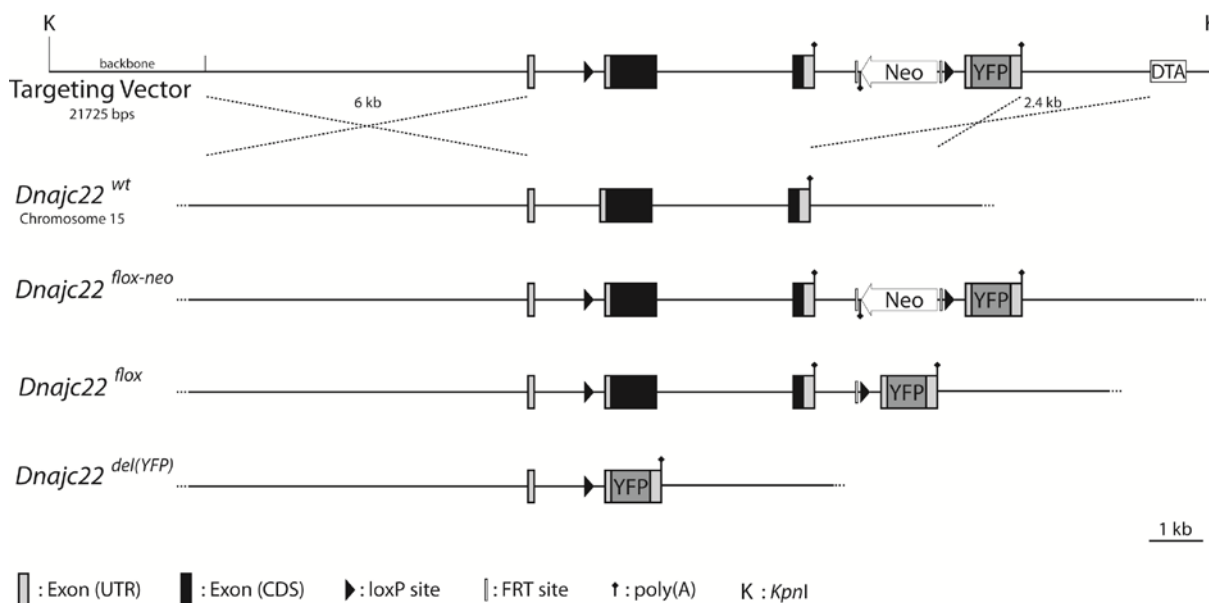 K K
backbone
YFP
Neo
DTA
Targeting Vector
21725 bps
6 kb
2.4 kb
Dnajc22 wt
Chromosome 15
Dnajc22 flox-neo
Neo
YFP
Dnajc22 flox
YFP
Dnajc22 del(YFP)
YFP
1 kb
: Exon (UTR) : Exon (CDS) : loxP site : FRT site : poly(A) K : KpnI